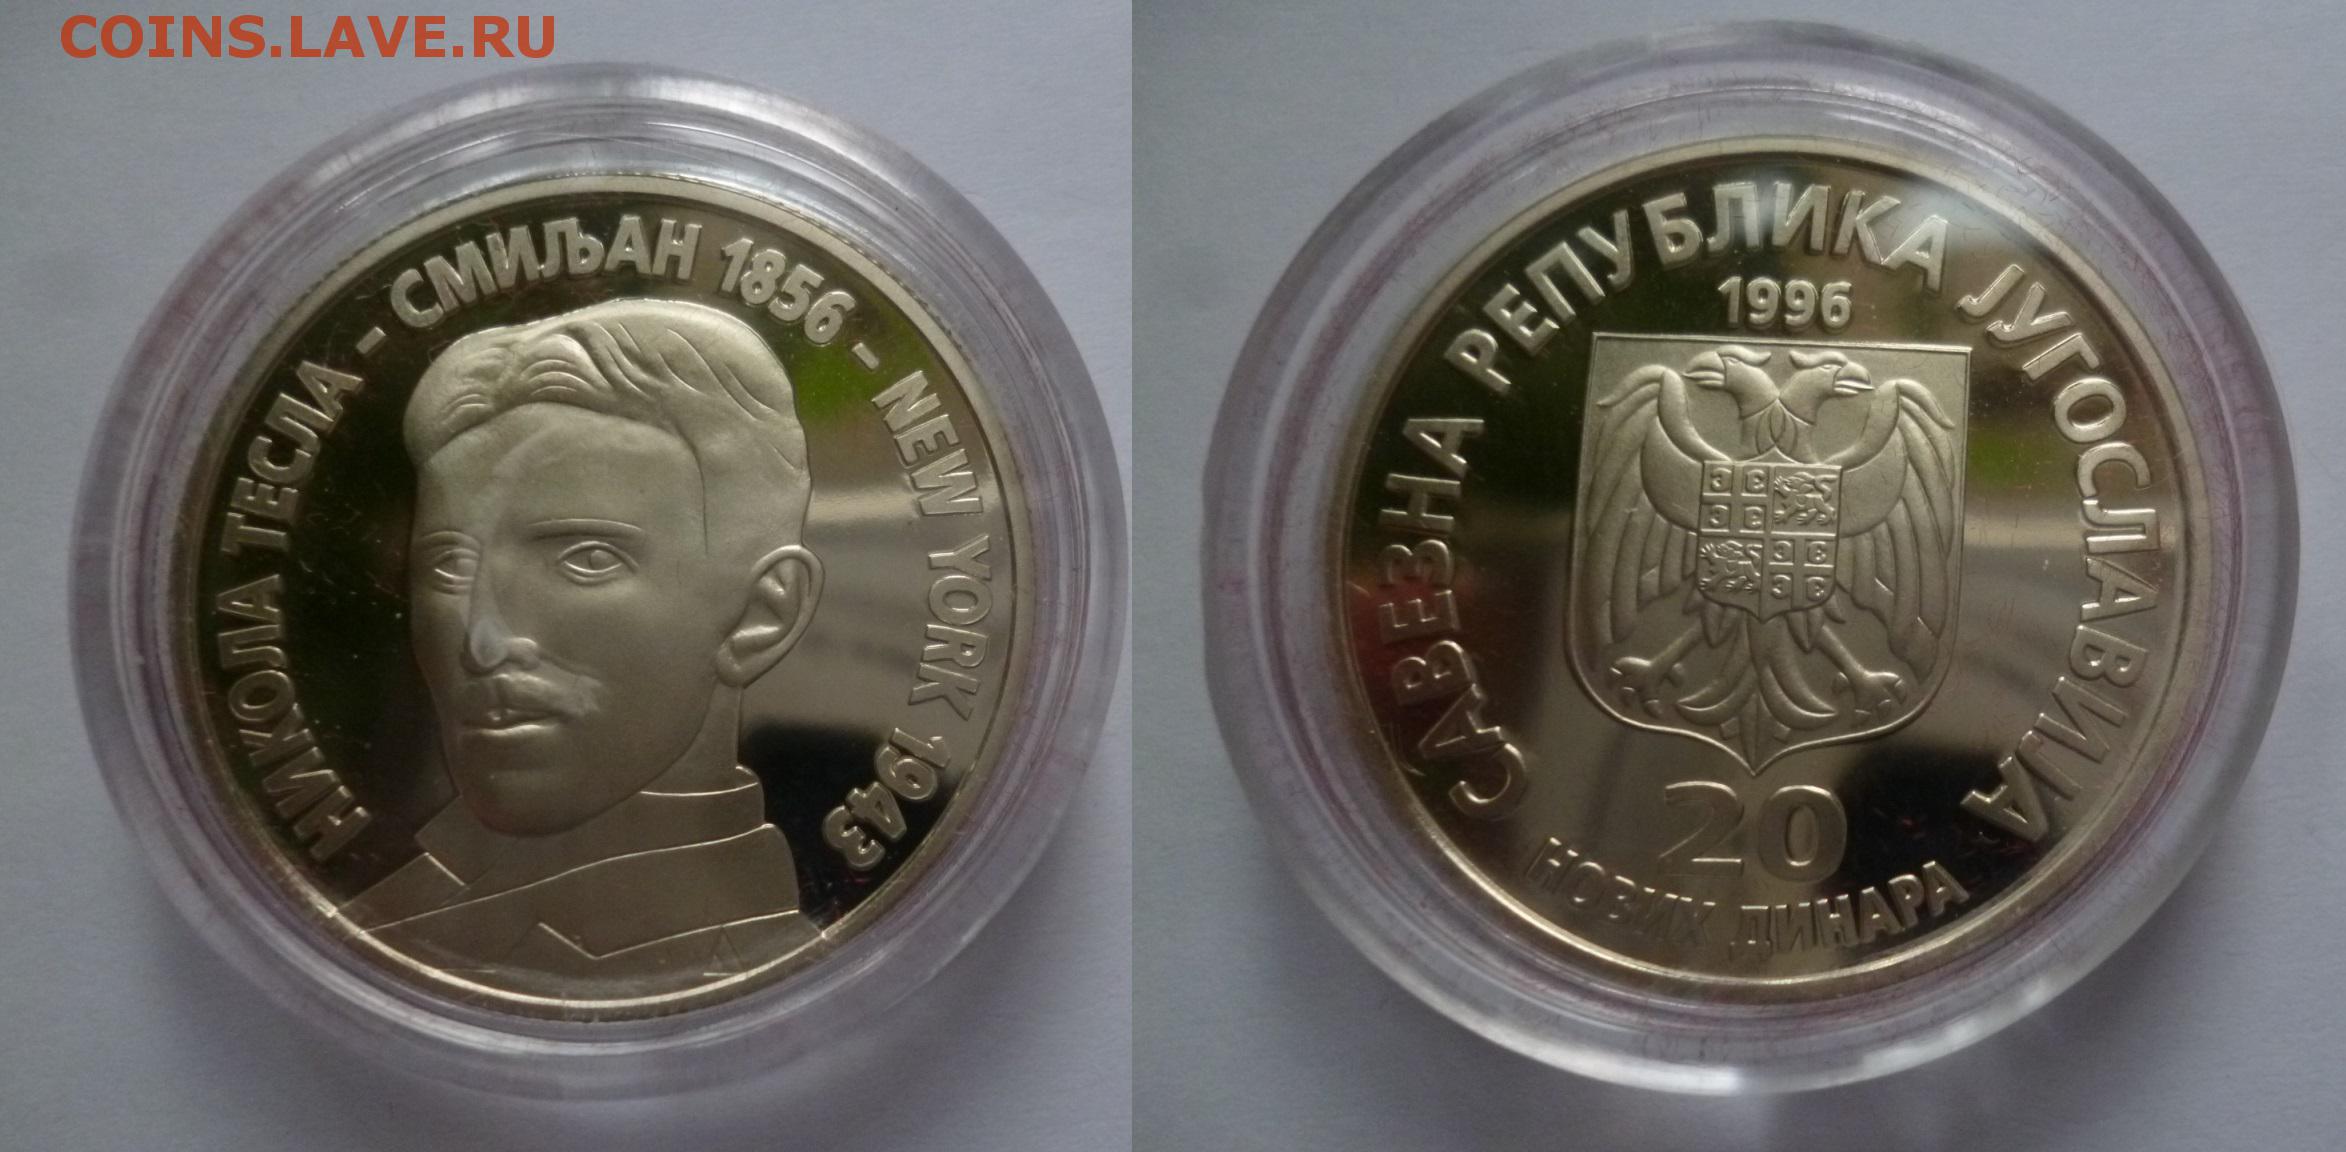 COINS.LAVE.RU
НИКОЛА ТЕСЛА - СМИЉАН 1856 - NEW YORK 1943
САВЕЗНА РЕПУБЛИКА ЈУГОСЛАВИЈА
1996
20
НОВИХ ДИНАРА